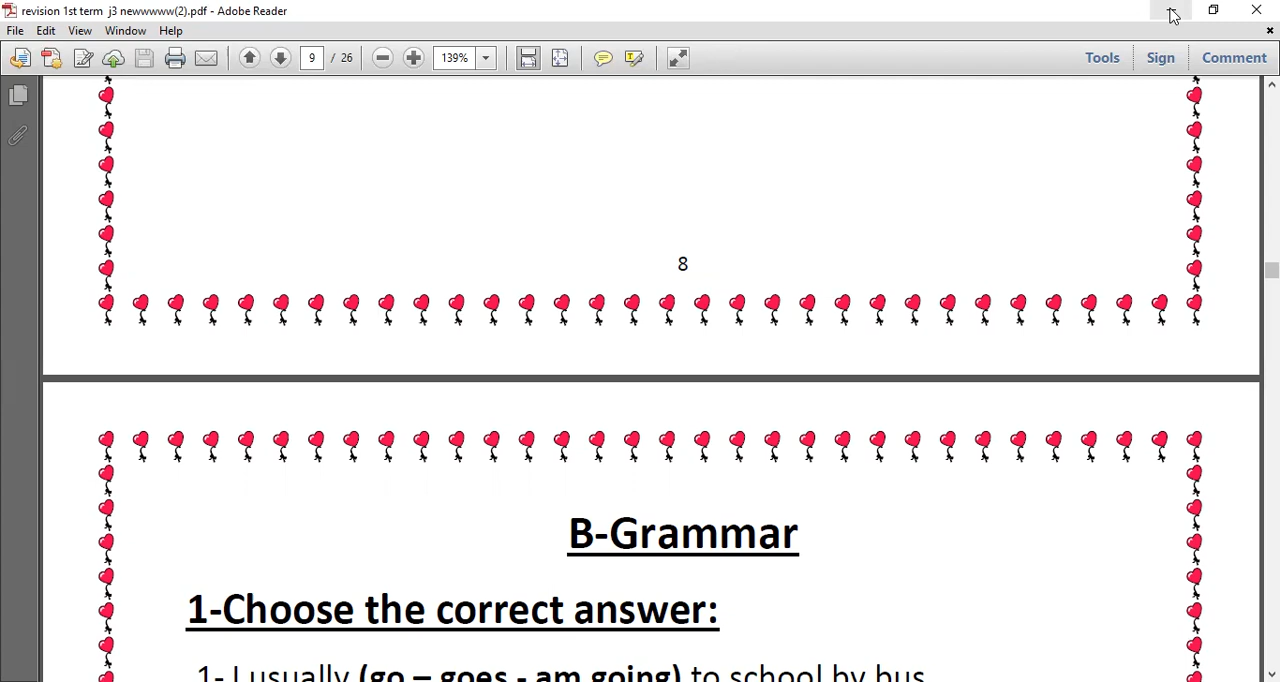 revision 1st term j3 newwwwww(2).pdf - Adobe Reader
File Edit View Window Help
9 / 26 139% Tools Sign Comment
8
B-Grammar
1-Choose the correct answer:
1- I usually (go – goes - am going) to school by bus